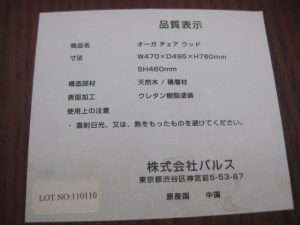 品質表示
商品名 オーガ チェア ウッド
寸法 W470×D495×H760mm
SH460mm
構造部材 天然木 / 積着材
表面加工 ウレタン樹脂塗装
使用上の注意
- 直射日光、又は、熱をもったものを避けてください。
株式会社バルス
東京都渋谷区神宮前5-53-67
原産国 中国
LOT.NO:110110